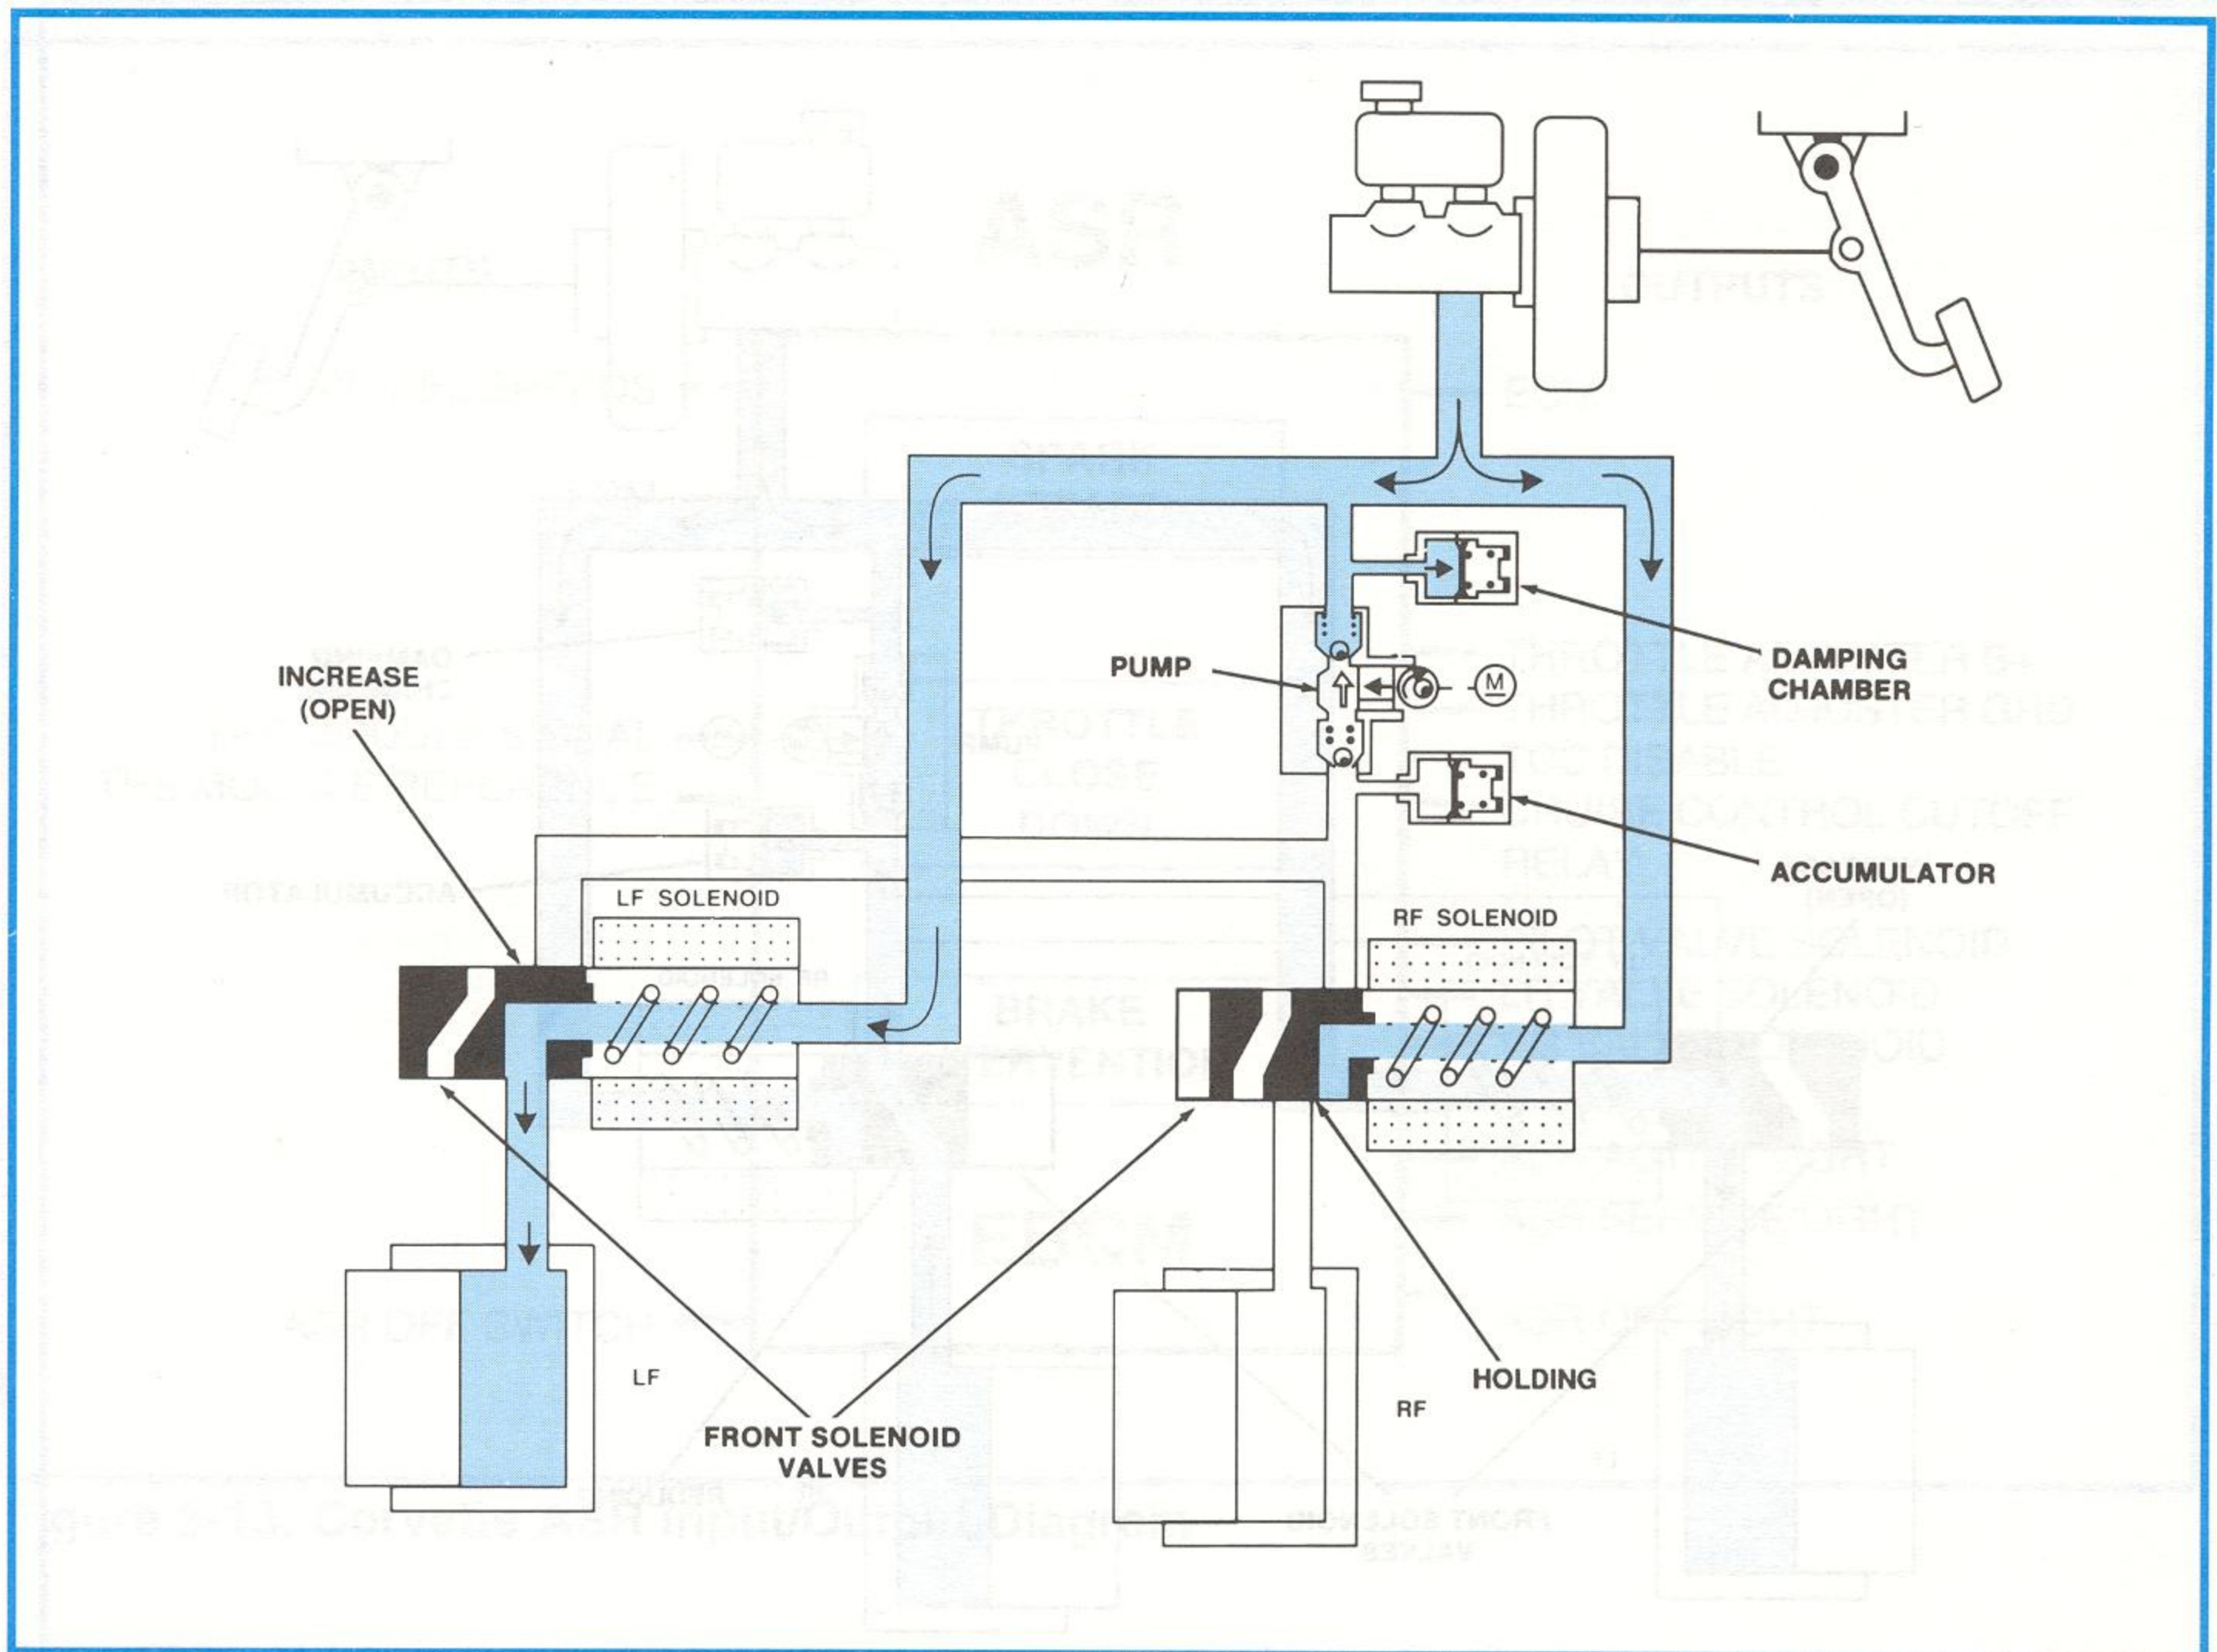 INCREASE
(OPEN)
PUMP
M
DAMPING
CHAMBER
ACCUMULATOR
LF SOLENOID
RF SOLENOID
LF
RF
HOLDING
FRONT SOLENOID
VALVES